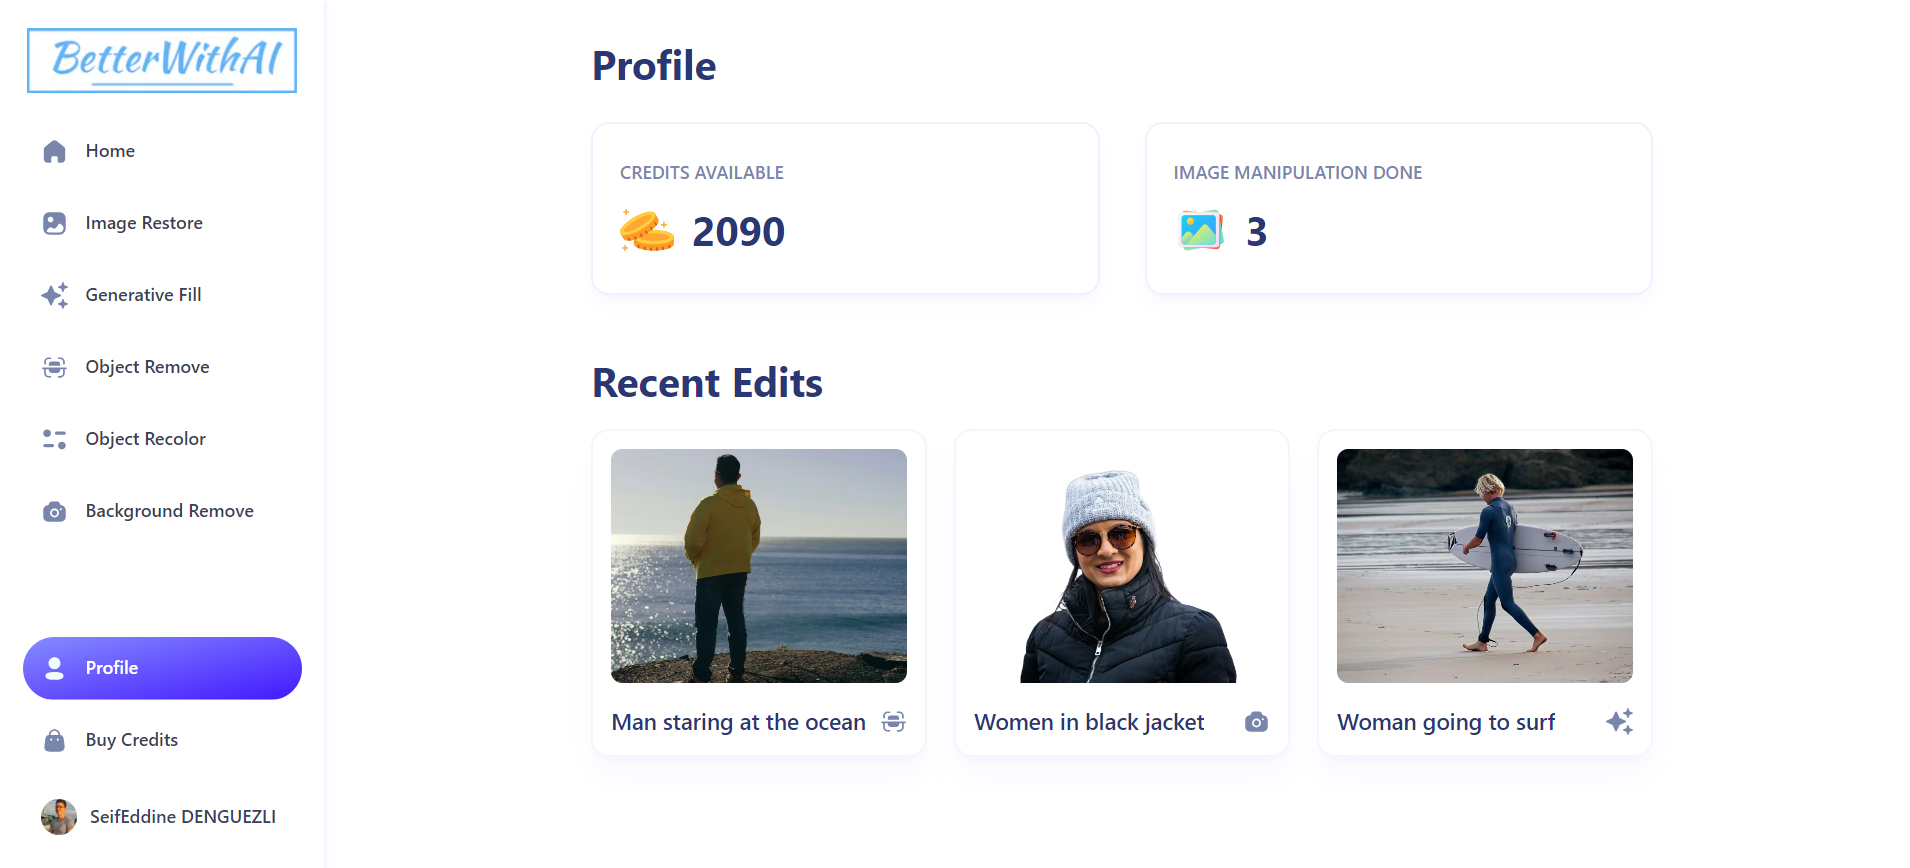 BetterWithAI
Home
Image Restore
Generative Fill
Object Remove
Object Recolor
Background Remove
Profile
Buy Credits
SeifEddine DENGUEZLI
Profile
CREDITS AVAILABLE
2090
IMAGE MANIPULATION DONE
3
Recent Edits
Man staring at the ocean
Women in black jacket
Woman going to surf